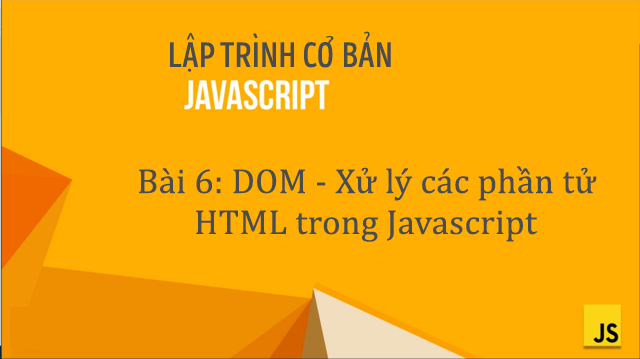 LẬP TRÌNH CƠ BẢN
JAVASCRIPT
Bài 6: DOM - Xử lý các phần tử
HTML trong Javascript
JS